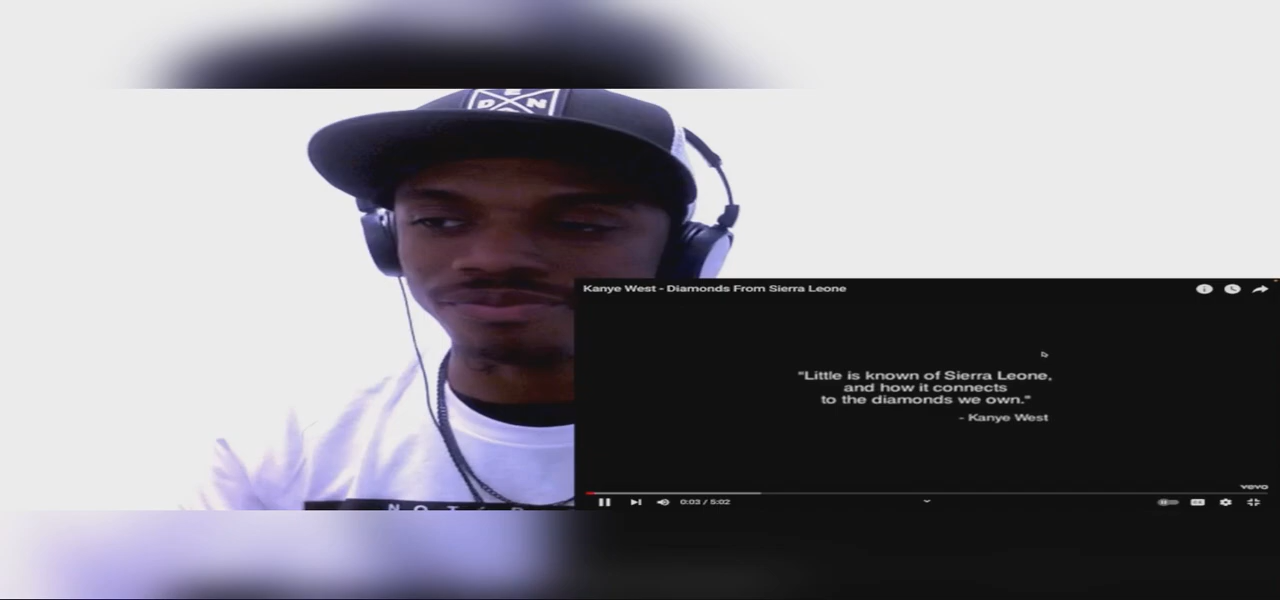 D E N
Kanye West - Diamonds From Sierra Leone
"Little is known of Sierra Leone,
and how it connects
to the diamonds we own."
- Kanye West
vevo
0:03 / 5:02
NOT